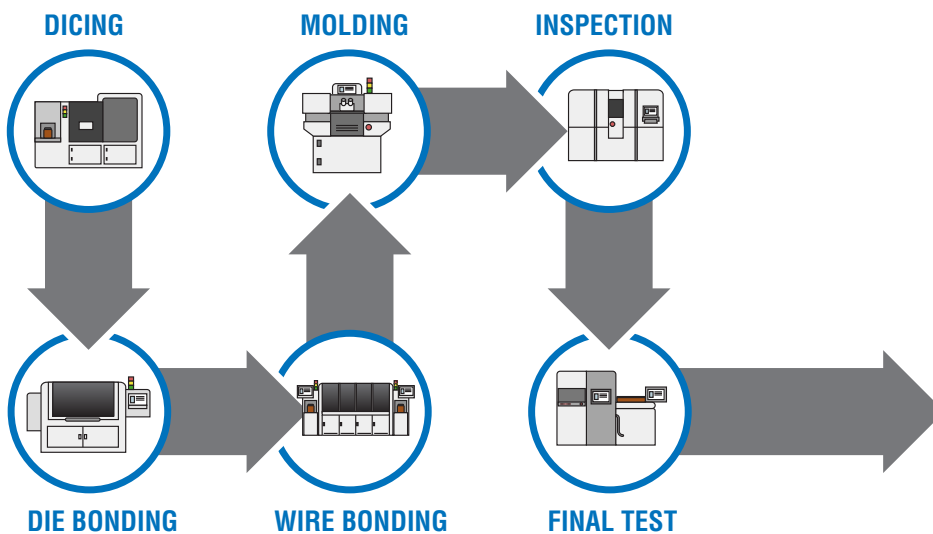 DICING
MOLDING
INSPECTION
DIE BONDING
WIRE BONDING
FINAL TEST